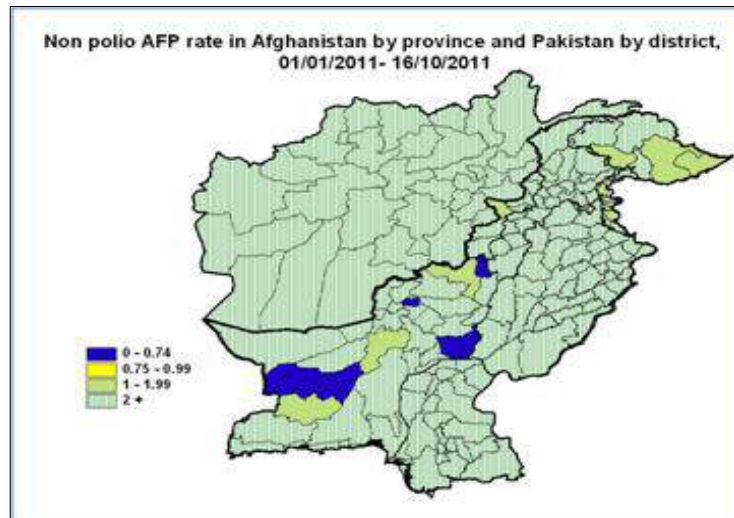 Non polio AFP rate in Afghanistan by province and Pakistan by district,
01/01/2011- 16/10/2011
0 - 0.74
0.75 - 0.99
1 - 1.99
2 +